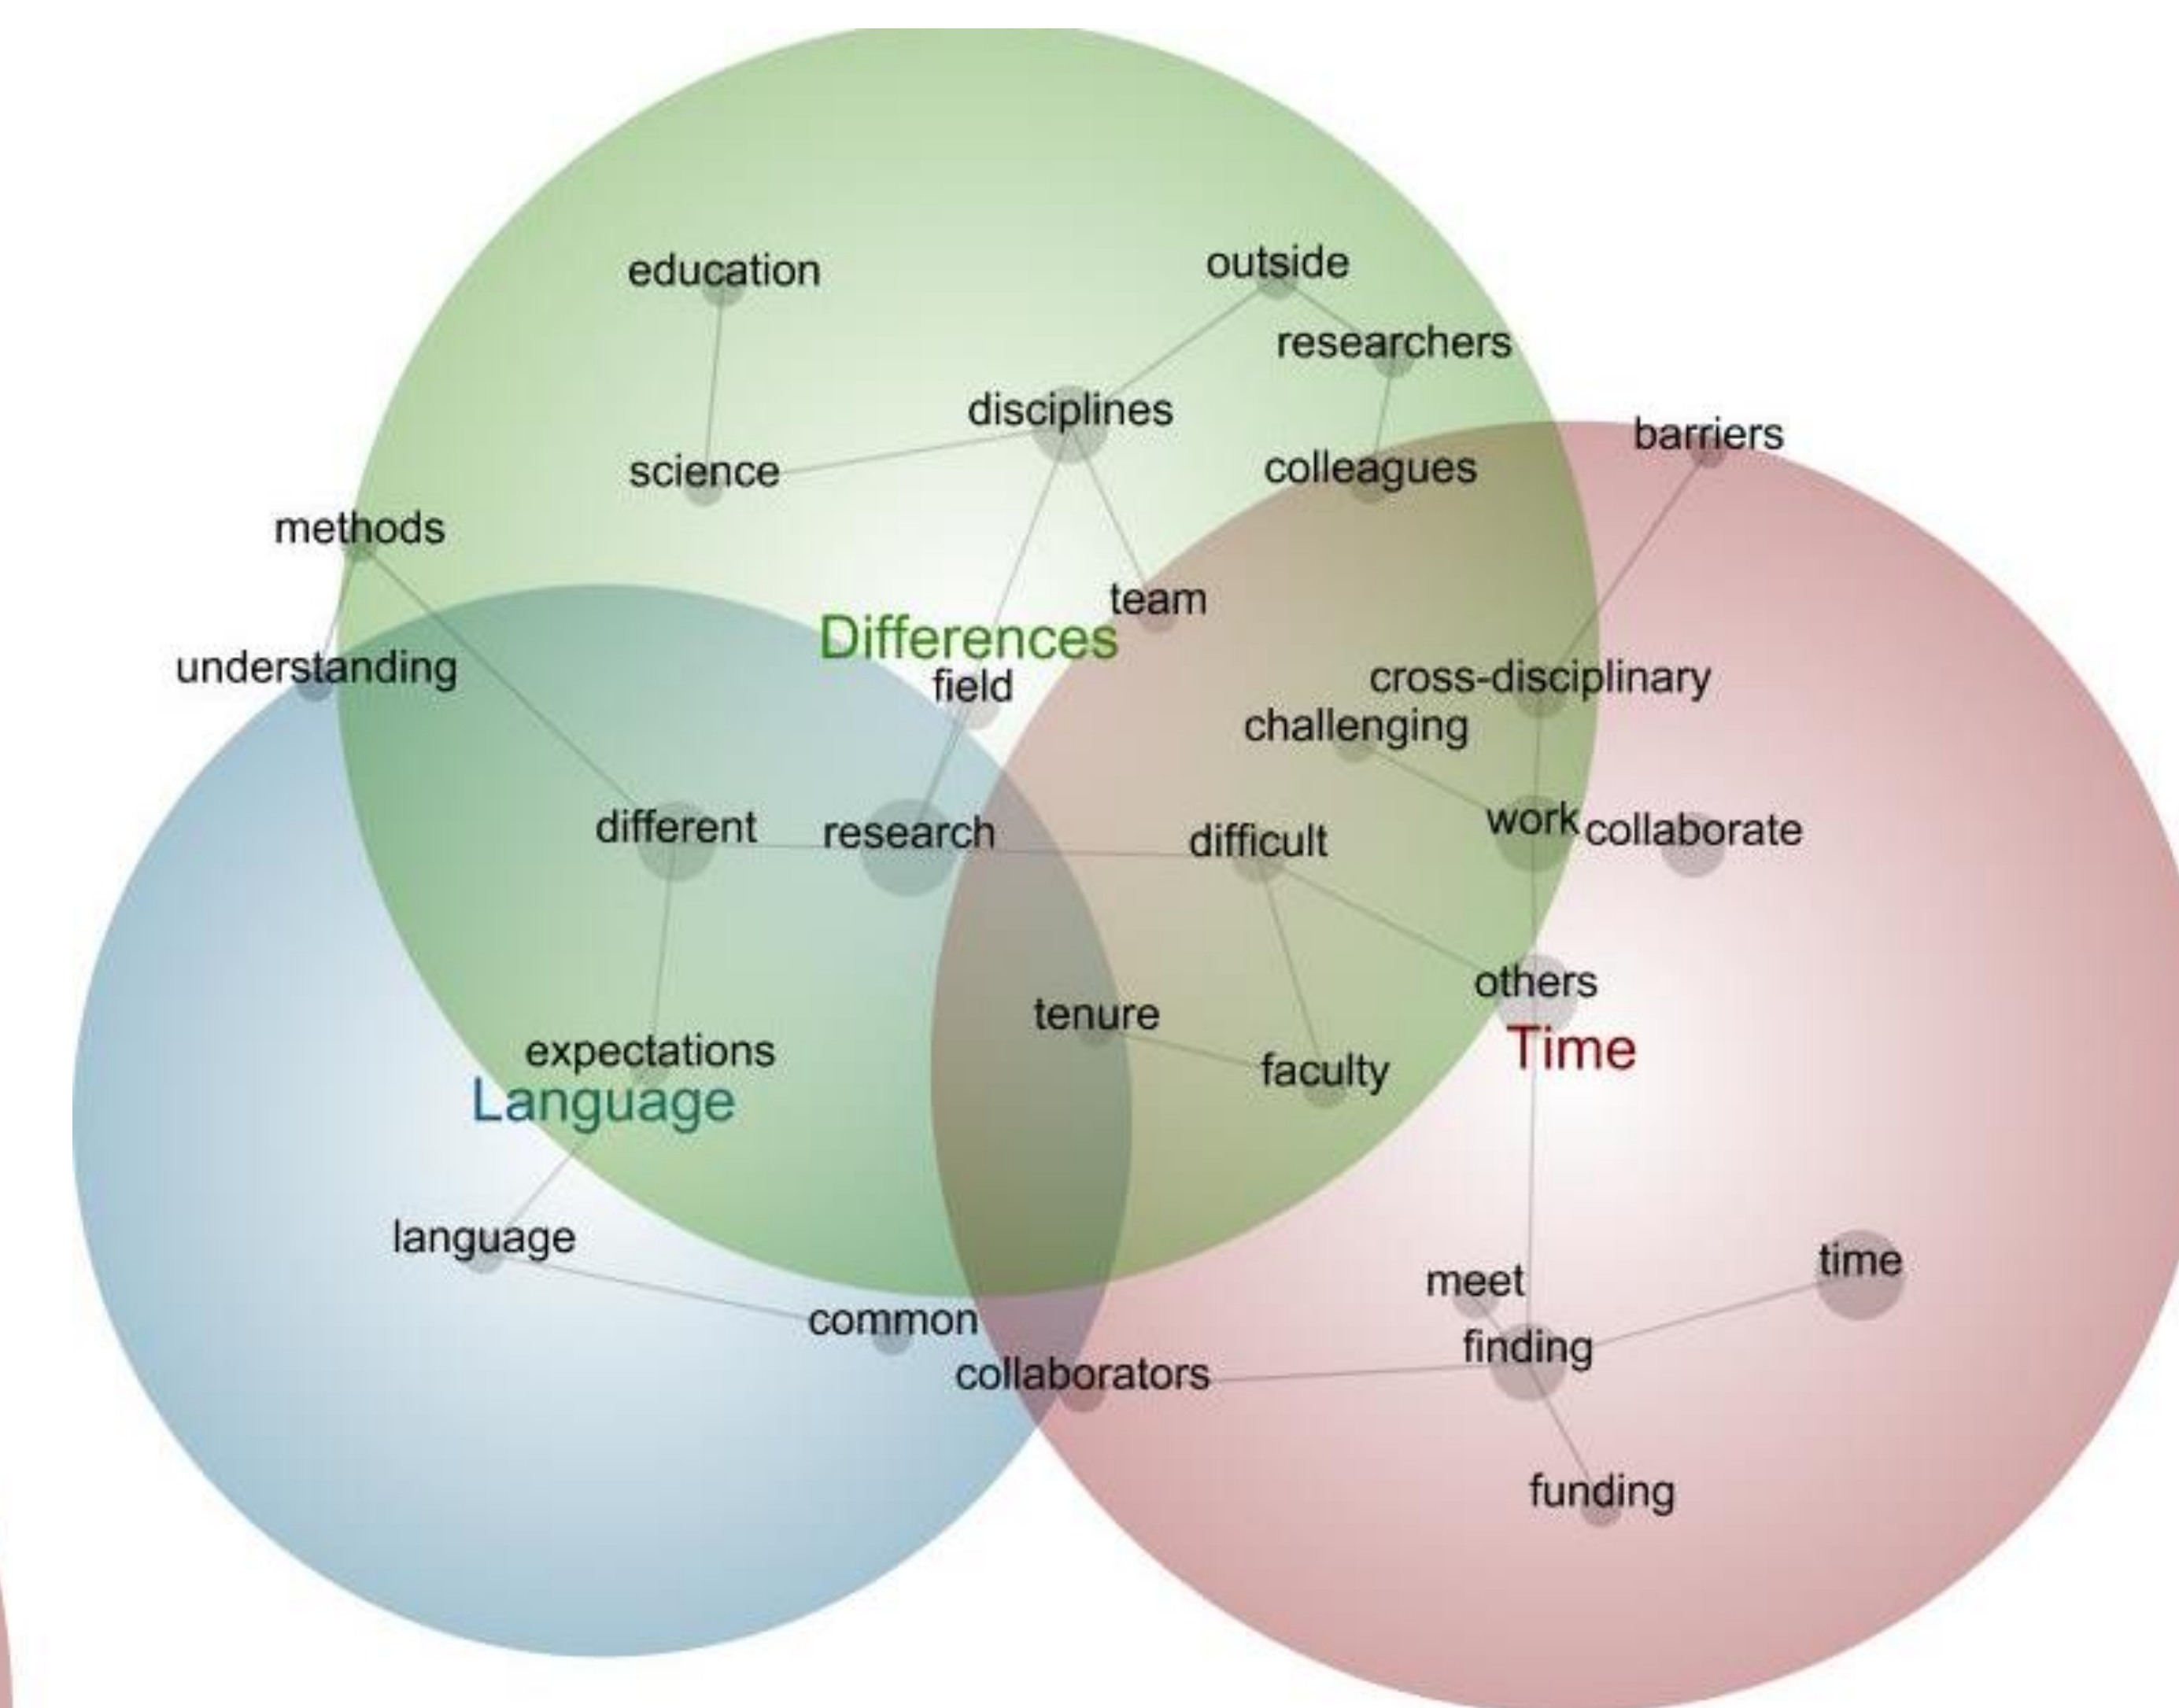 education
outside
researchers
disciplines
barriers
science
colleagues
methods
team
Differences
understanding
field
cross-disciplinary
challenging
different
research
difficult
work
collaborate
others
tenure
Time
expectations
faculty
Language
language
time
meet
common
finding
collaborators
funding